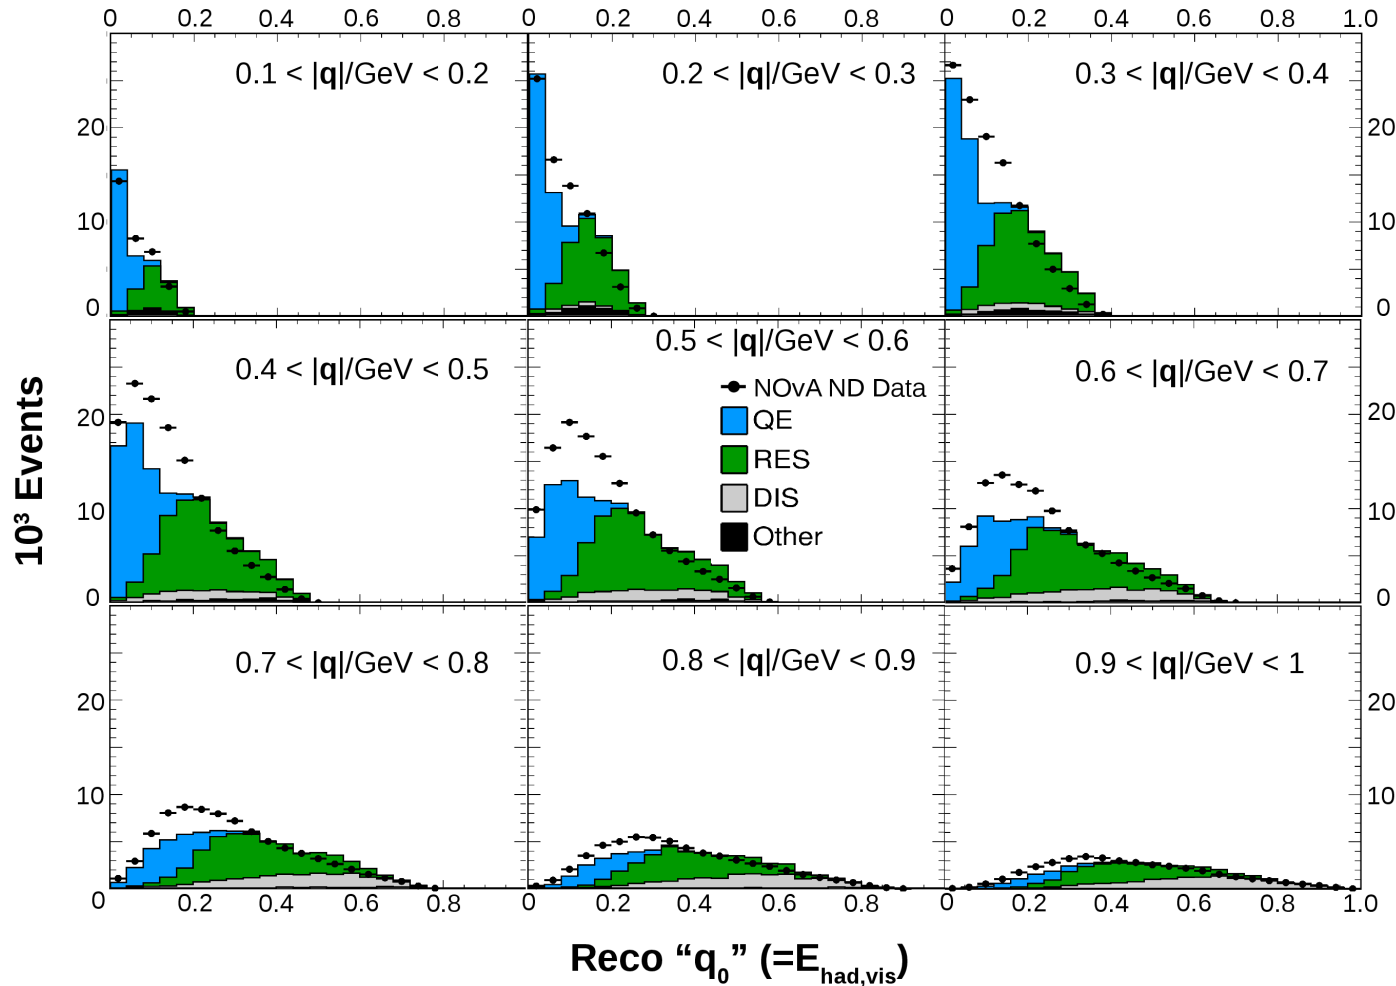 0 0.2 0.4 0.6 0.8 0 0.2 0.4 0.6 0.8 0 0.2 0.4 0.6 0.8 1.0
0.1 < |q|/GeV < 0.2
0.2 < |q|/GeV < 0.3
0.3 < |q|/GeV < 0.4
20 20
10 10
0 0
0.4 < |q|/GeV < 0.5
0.5 < |q|/GeV < 0.6
0.6 < |q|/GeV < 0.7
NOvA ND Data
QE
RES
DIS
Other
20 20
10 10
0 0
10³ Events
0.7 < |q|/GeV < 0.8
0.8 < |q|/GeV < 0.9
0.9 < |q|/GeV < 1
20 20
10 10
0 0
0 0.2 0.4 0.6 0.8 0 0.2 0.4 0.6 0.8 0 0.2 0.4 0.6 0.8 1.0
Reco “q₀” (=E_had,vis)